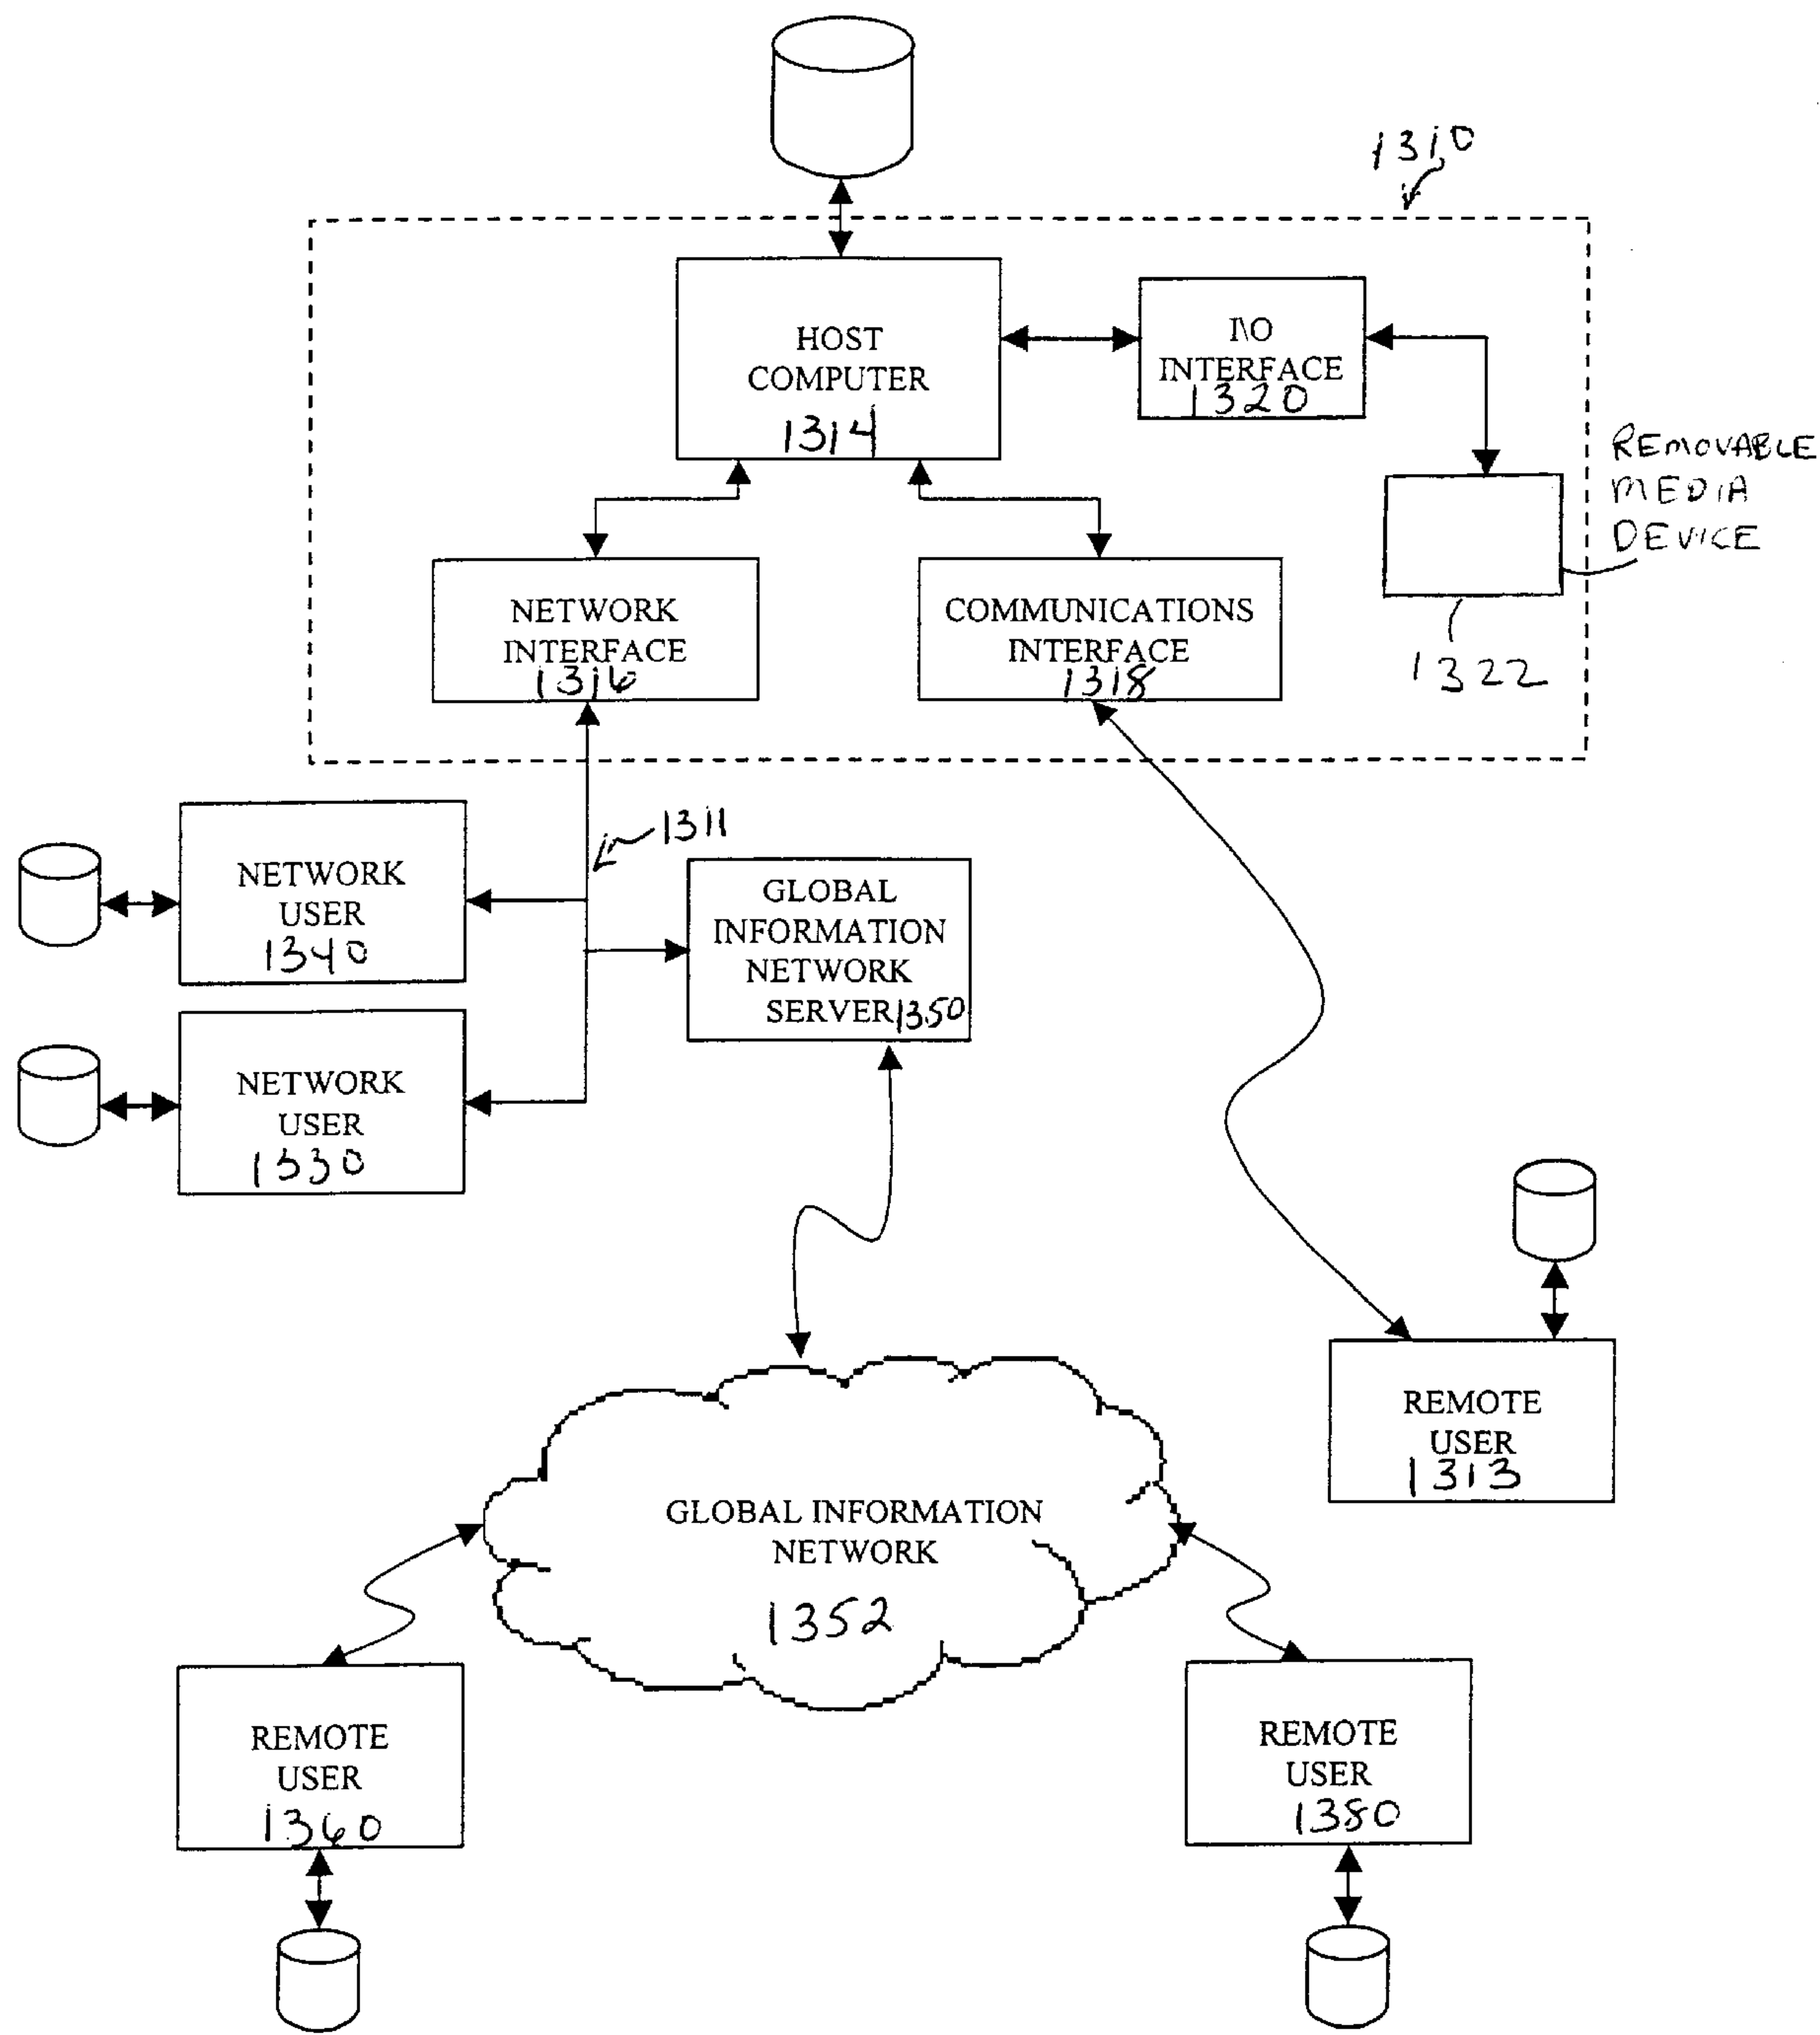 1310
HOST
COMPUTER
1314
I\O
INTERFACE
1320
REMOVABLE
MEDIA
DEVICE
NETWORK
INTERFACE
1316
COMMUNICATIONS
INTERFACE
1318
1322
1311
NETWORK
USER
1340
GLOBAL
INFORMATION
NETWORK
SERVER 1350
NETWORK
USER
1330
REMOTE
USER
1313
GLOBAL INFORMATION
NETWORK
1352
REMOTE
USER
1360
REMOTE
USER
1380